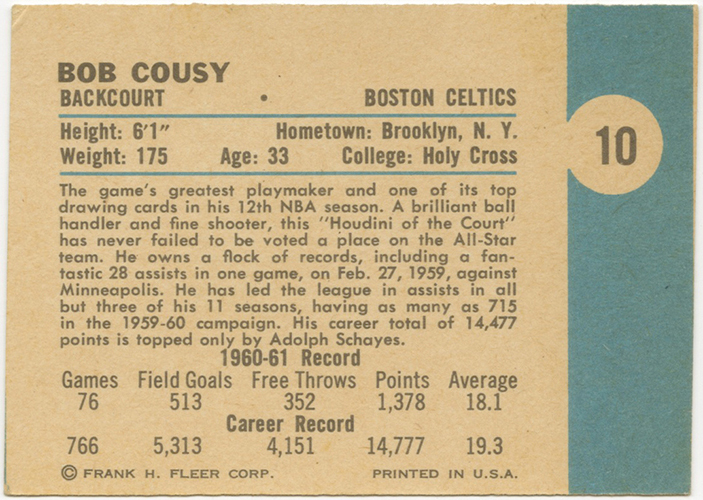 BOB COUSY
BACKCOURT • BOSTON CELTICS
Height: 6'1" Hometown: Brooklyn, N. Y.
Weight: 175 Age: 33 College: Holy Cross
10
The game's greatest playmaker and one of its top
drawing cards in his 12th NBA season. A brilliant ball
handler and fine shooter, this "Houdini of the Court"
has never failed to be voted a place on the All-Star
team. He owns a flock of records, including a fan-
tastic 28 assists in one game, on Feb. 27, 1959, against
Minneapolis. He has led the league in assists in all
but three of his 11 seasons, having as many as 715
in the 1959-60 campaign. His career total of 14,477
points is topped only by Adolph Schayes.
1960-61 Record
Games Field Goals Free Throws Points Average
76 513 352 1,378 18.1
Career Record
766 5,313 4,151 14,777 19.3
© FRANK H. FLEER CORP. PRINTED IN U.S.A.